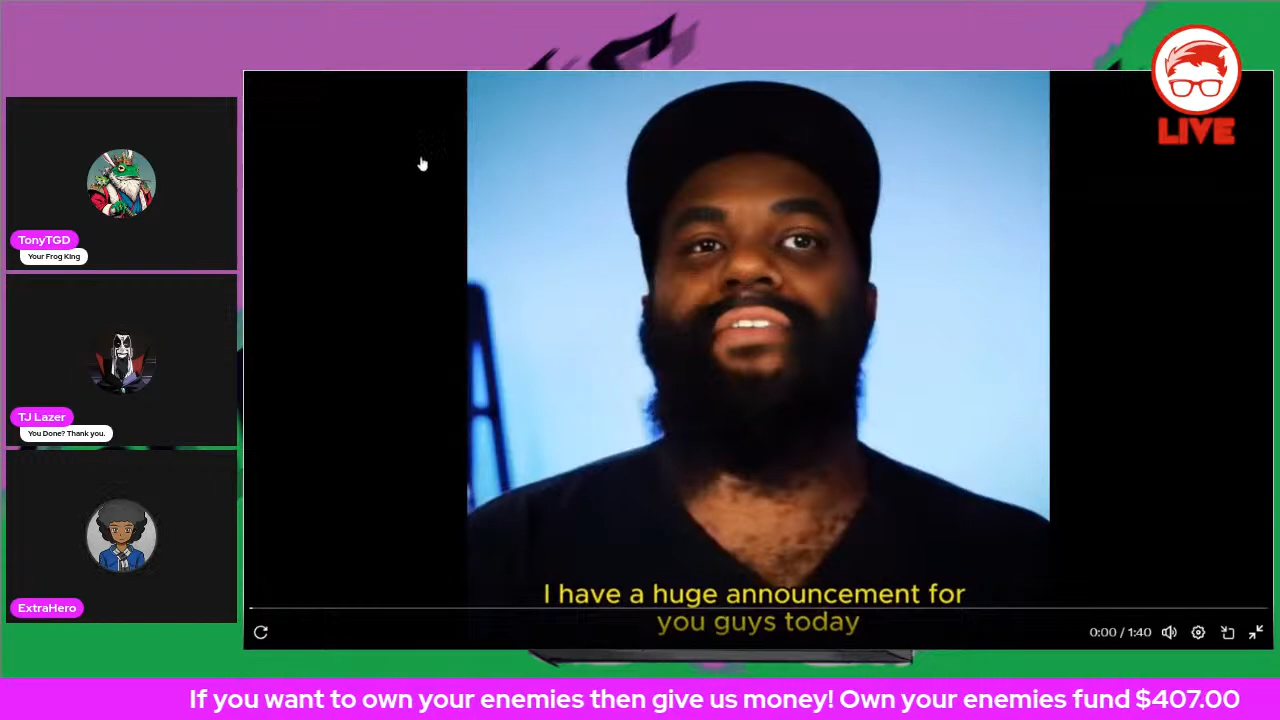 LIVE
TonyTGD
Your Frog King
TJ Lazer
You Done? Thank you.
ExtraHero
I have a huge announcement for
you guys today
0:00 / 1:40
If you want to own your enemies then give us money! Own your enemies fund $407.00